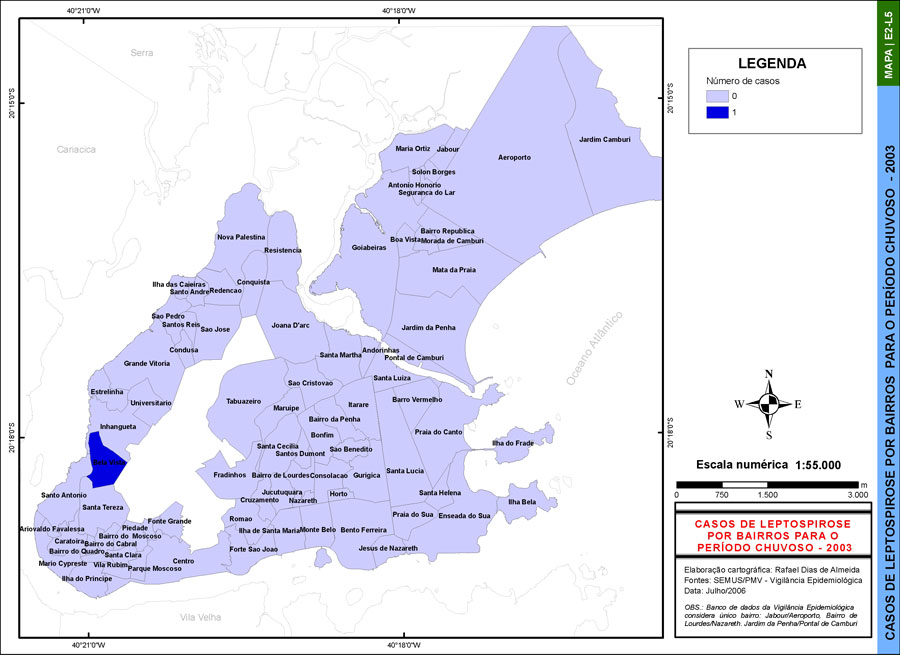 40°21'0"W
40°18'0"W
Serra
20°15'0"S
20°15'0"S
Cariacica
Maria Ortiz
Jabour
Aeroporto
Jardim Camburi
Solon Borges
Antonio Honorio
Seguranca do Lar
Nova Palestina
Resistencia
Goiabeiras
Boa Vista
Bairro Republica
Morada de Camburi
Mata da Praia
Ilha das Caieiras
Santo Andre
Redencao
Conquista
Sao Pedro
Santos Reis
Sao Jose
Joana D'arc
Jardim da Penha
Condusa
Grande Vitoria
Santa Martha
Andorinhas
Pontal de Camburi
Oceano Atlântico
Estrelinha
Universitario
Sao Cristovao
Santa Luiza
Tabuazeiro
Maruipe
Itarare
Barro Vermelho
Inhangueta
Bairro da Penha
Bonfim
Praia do Canto
20°18'0"S
20°18'0"S
Santa Cecilia
Santos Dumont
Sao Benedito
Ilha do Frade
Bela Vista
Fradinhos
Bairro de Lourdes
Consolacao
Gurigica
Santa Lucia
Santo Antonio
Jucutuquara
Cruzamento
Nazareth
Horto
Santa Helena
Santa Tereza
Ilha Bela
Fonte Grande
Romao
Praia do Sua
Enseada do Sua
Ariovaldo Favalessa
Piedade
Caratoira
Bairro do Moscoso
Bairro do Cabral
Ilha de Santa Maria
Monte Belo
Bento Ferreira
Bairro do Quadro
Santa Clara
Forte Sao Joao
Jesus de Nazareth
Mario Cypreste
Vila Rubim
Parque Moscoso
Centro
Ilha do Principe
Vila Velha
40°21'0"W
40°18'0"W
LEGENDA
Número de casos
0
1
N
W
E
S
Escala numérica 1:55.000
0 750 1.500 3.000 m
CASOS DE LEPTOSPIROSE
POR BAIRROS PARA O
PERÍODO CHUVOSO - 2003
Elaboração cartográfica: Rafael Dias de Almeida
Fontes: SEMUS/PMV - Vigilância Epidemiológica
Data: Julho/2006
OBS.: Banco de dados da Vigilância Epidemiológica
considera único bairro: Jabour/Aeroporto, Bairro de
Lourdes/Nazareth. Jardim da Penha/Pontal de Camburi
MAPA | E2-L5
CASOS DE LEPTOSPIROSE POR BAIRROS PARA O PERÍODO CHUVOSO - 2003